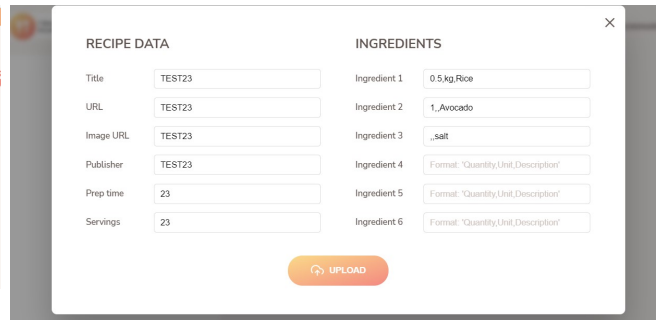 RECIPE DATA
Title TEST23
URL TEST23
Image URL TEST23
Publisher TEST23
Prep time 23
Servings 23
INGREDIENTS
Ingredient 1 0.5,kg,Rice
Ingredient 2 1,,Avocado
Ingredient 3 ,,salt
Ingredient 4 Format: 'Quantity,Unit,Description'
Ingredient 5 Format: 'Quantity,Unit,Description'
Ingredient 6 Format: 'Quantity,Unit,Description'
UPLOAD